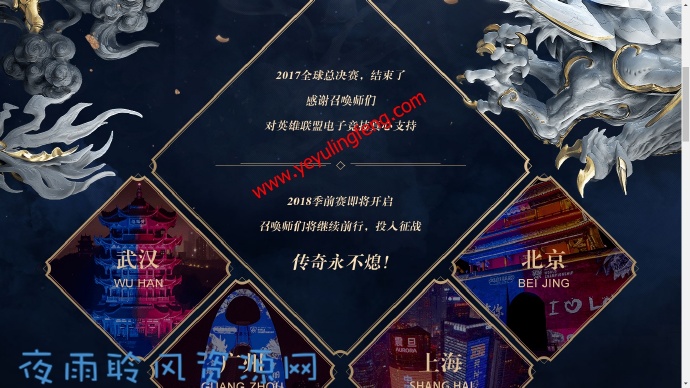 2017全球总决赛，结束了
感谢召唤师们
对英雄联盟电子竞技真心支持
www.yeyulingfeng.com
2018季前赛即将开启
召唤师们将继续前行，投入征战
传奇永不熄！
武汉
WU HAN
北京
BEI JING
广州
GUANG ZHOU
上海
SHANG HAI
震旦
AURORA
夜雨聆风资源网